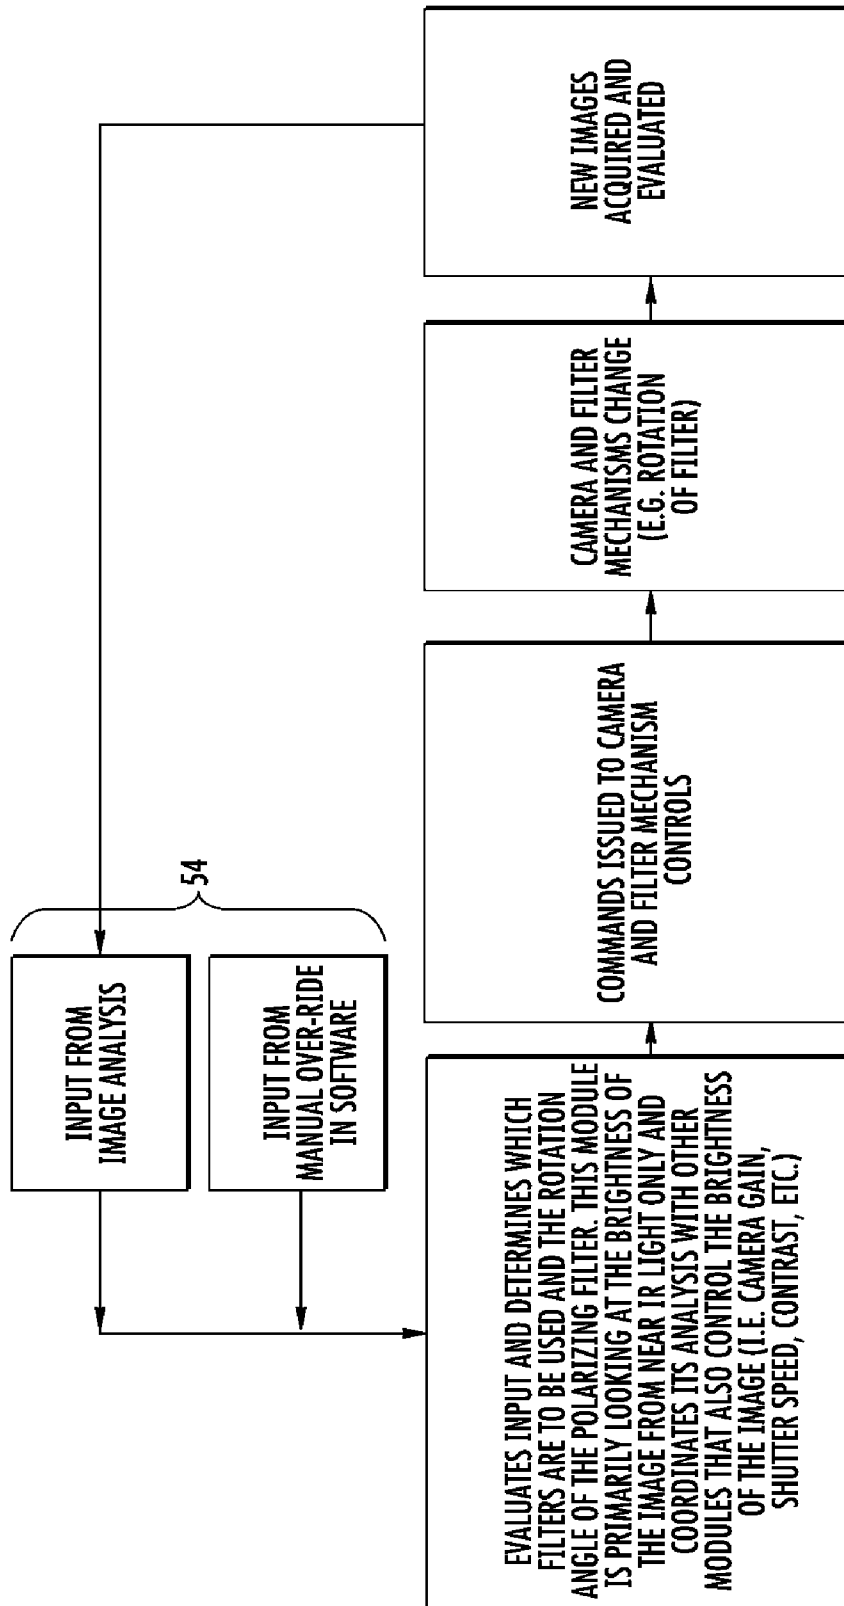 INPUT FROM
IMAGE ANALYSIS
INPUT FROM
MANUAL OVER-RIDE
IN SOFTWARE
54
EVALUATES INPUT AND DETERMINES WHICH
FILTERS ARE TO BE USED AND THE ROTATION
ANGLE OF THE POLARIZING FILTER. THIS MODULE
IS PRIMARILY LOOKING AT THE BRIGHTNESS OF
THE IMAGE FROM NEAR IR LIGHT ONLY AND
COORDINATES ITS ANALYSIS WITH OTHER
MODULES THAT ALSO CONTROL THE BRIGHTNESS
OF THE IMAGE (I.E. CAMERA GAIN,
SHUTTER SPEED, CONTRAST, ETC.)
COMMANDS ISSUED TO CAMERA
AND FILTER MECHANISM
CONTROLS
CAMERA AND FILTER
MECHANISMS CHANGE
(E.G. ROTATION
OF FILTER)
NEW IMAGES
ACQUIRED AND
EVALUATED